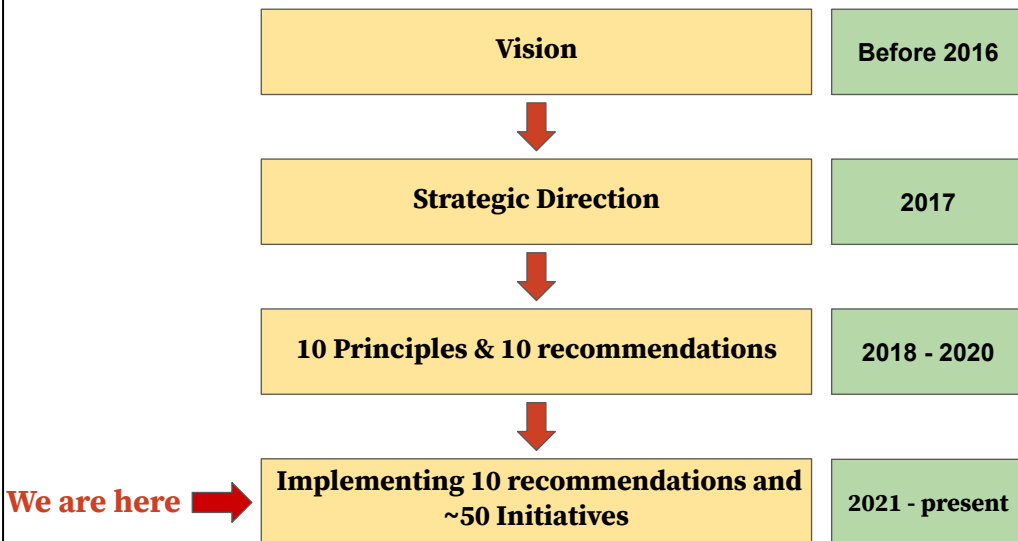 Vision
Before 2016
Strategic Direction
2017
10 Principles & 10 recommendations
2018 - 2020
We are here
Implementing 10 recommendations and
~50 Initiatives
2021 - present